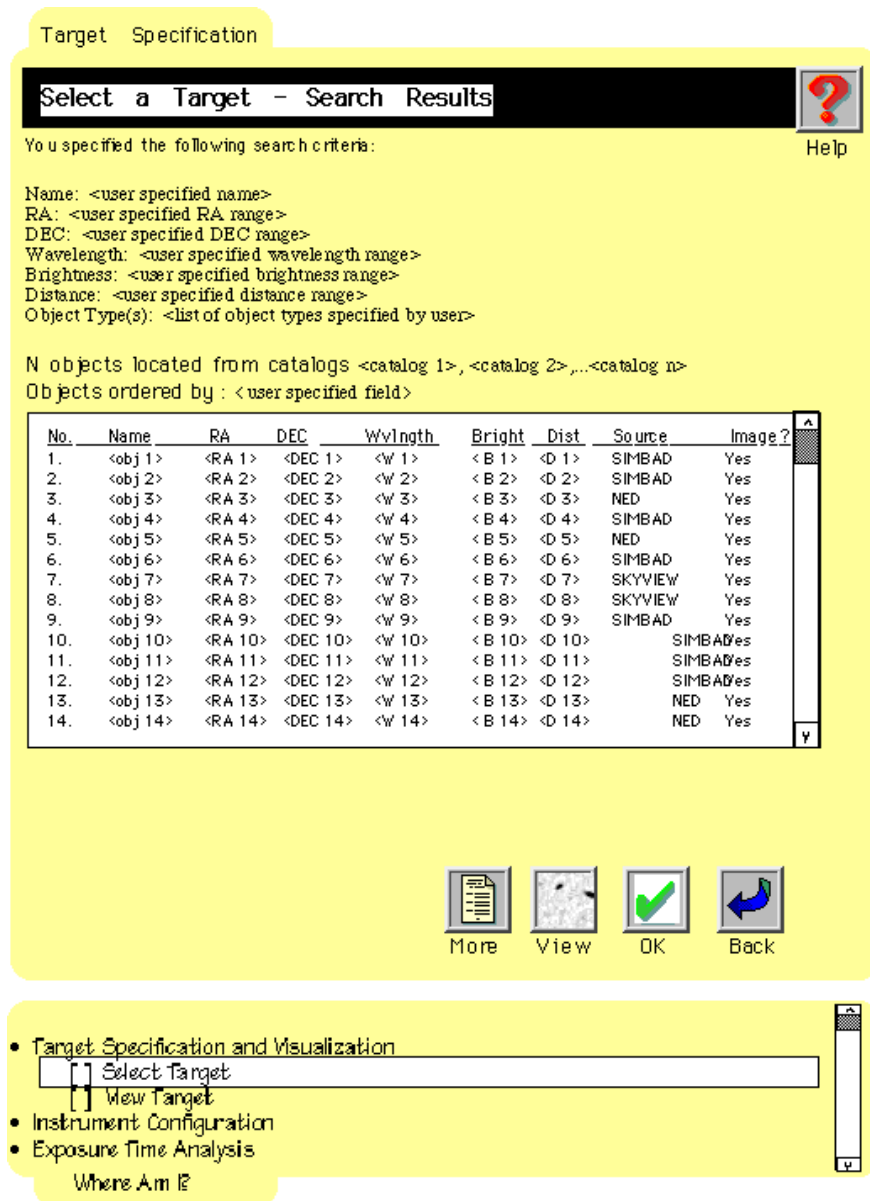 Target Specification
Select a Target - Search Results
You specified the following search criteria:
Help
Name: <user specified name>
RA: <user specified RA range>
DEC: <user specified DEC range>
Wavelength: <user specified wavelength range>
Brightness: <user specified brightness range>
Distance: <user specified distance range>
Object Type(s): <list of object types specified by user>
N objects located from catalogs <catalog 1>, <catalog 2>,...<catalog n>
Objects ordered by : < user specified field>
No. Name RA DEC Wvlngth Bright Dist Source Image?
1. <obj 1> <RA 1> <DEC 1> <W 1> < B 1> <D 1> SIMBAD Yes
2. <obj 2> <RA 2> <DEC 2> <W 2> < B 2> <D 2> SIMBAD Yes
3. <obj 3> <RA 3> <DEC 3> <W 3> < B 3> <D 3> NED Yes
4. <obj 4> <RA 4> <DEC 4> <W 4> < B 4> <D 4> SIMBAD Yes
5. <obj 5> <RA 5> <DEC 5> <W 5> < B 5> <D 5> NED Yes
6. <obj 6> <RA 6> <DEC 6> <W 6> < B 6> <D 6> SIMBAD Yes
7. <obj 7> <RA 7> <DEC 7> <W 7> < B 7> <D 7> SKYVIEW Yes
8. <obj 8> <RA 8> <DEC 8> <W 8> < B 8> <D 8> SKYVIEW Yes
9. <obj 9> <RA 9> <DEC 9> <W 9> < B 9> <D 9> SIMBAD Yes
10. <obj 10> <RA 10> <DEC 10> <W 10> < B 10> <D 10> SIMBAD Yes
11. <obj 11> <RA 11> <DEC 11> <W 11> < B 11> <D 11> SIMBAD Yes
12. <obj 12> <RA 12> <DEC 12> <W 12> < B 12> <D 12> SIMBAD Yes
13. <obj 13> <RA 13> <DEC 13> <W 13> < B 13> <D 13> NED Yes
14. <obj 14> <RA 14> <DEC 14> <W 14> < B 14> <D 14> NED Yes
More View OK Back
• Target Specification and Visualization
[ ] Select Target
[ ] View Target
• Instrument Configuration
• Exposure Time Analysis
Where Am I?